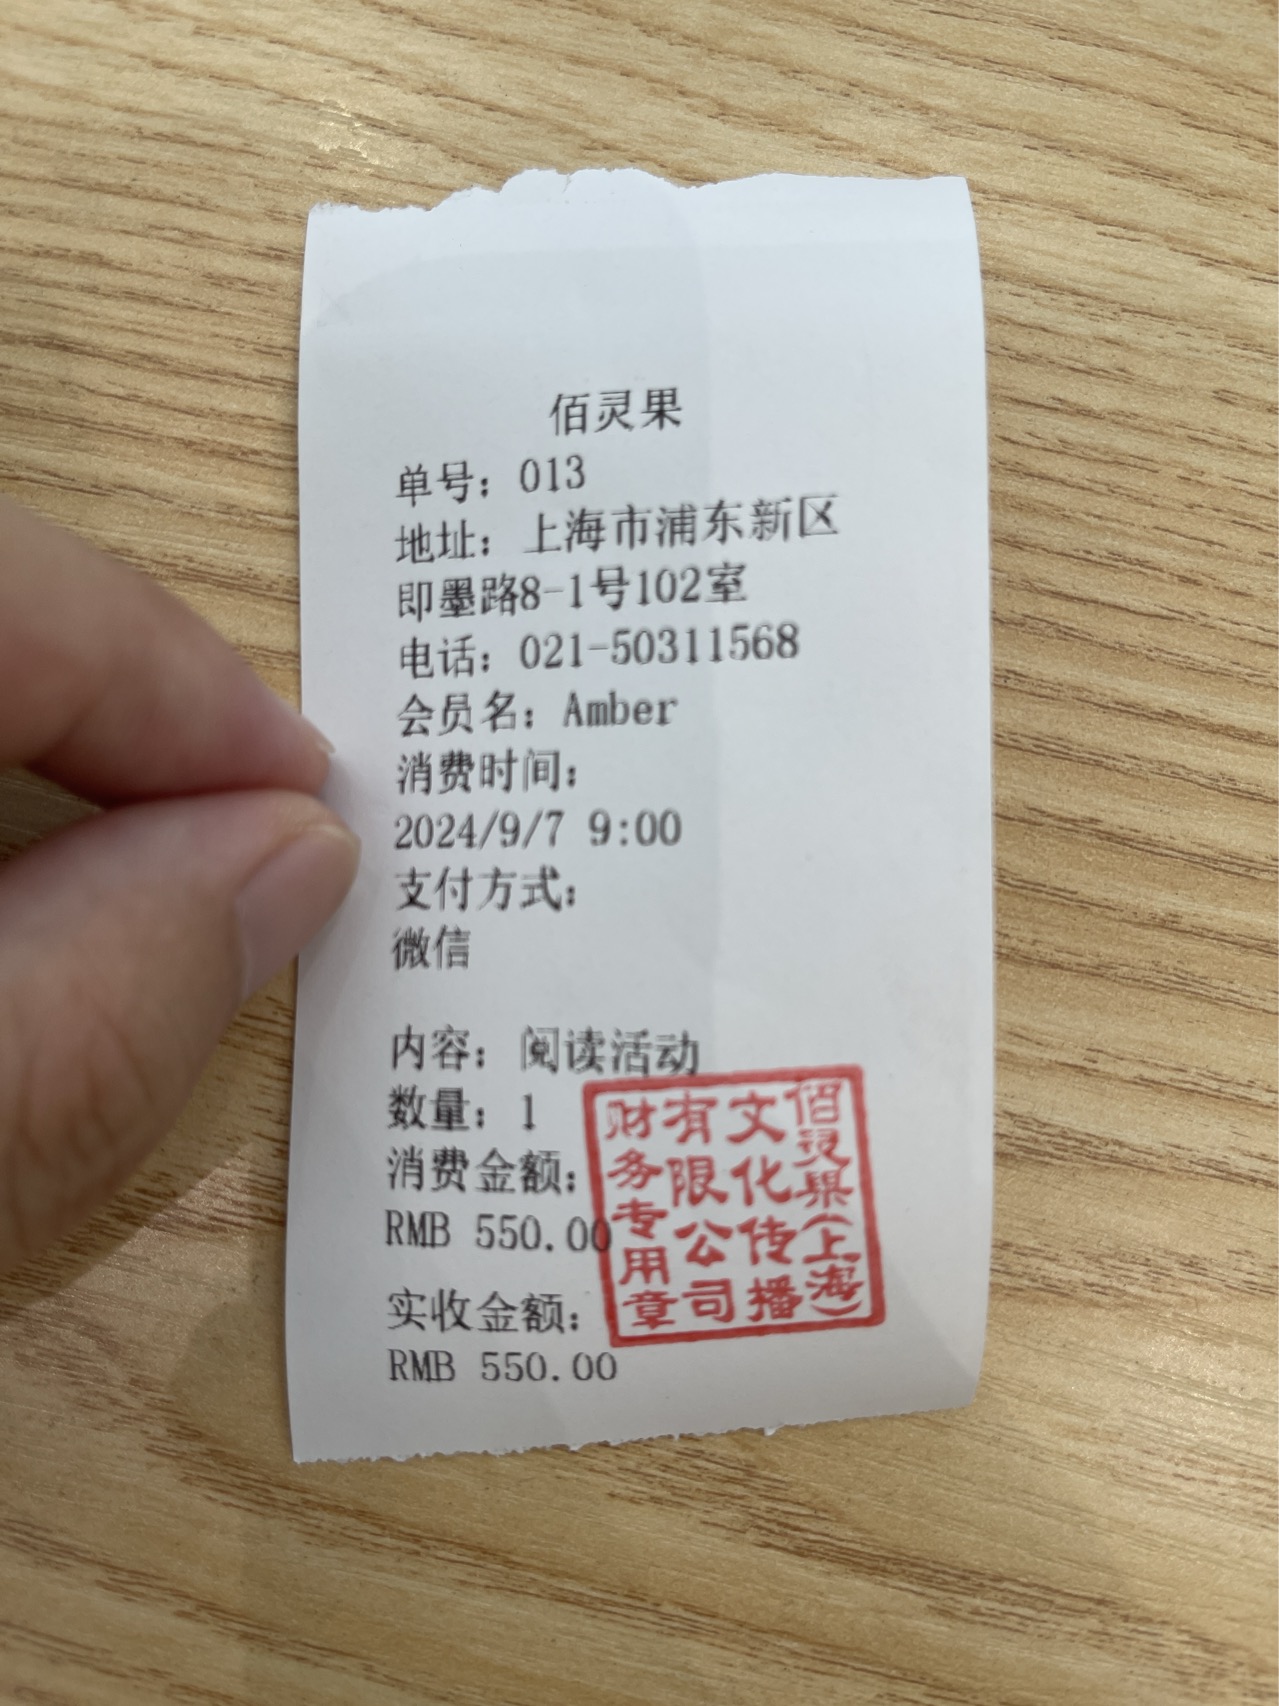 佰灵果
单号：013
地址：上海市浦东新区
即墨路8-1号102室
电话：021-50311568
会员名：Amber
消费时间：
2024/9/7 9:00
支付方式：
微信
内容：阅读活动
数量：1
消费金额：
RMB 550.00
实收金额：
RMB 550.00
佰灵果（上海）
文化传播
有限公司
财务专用章